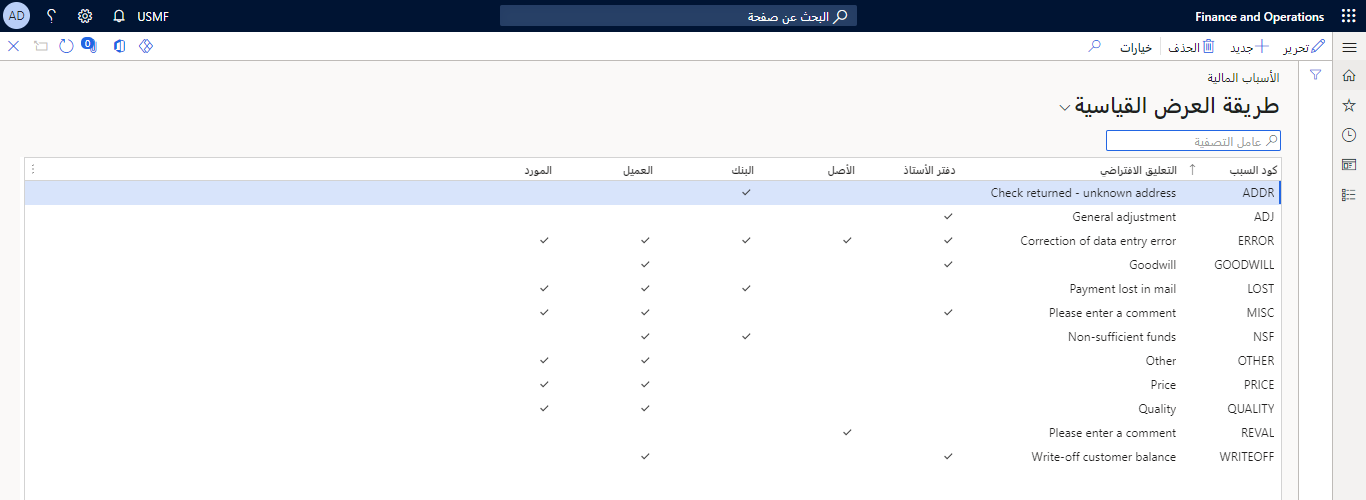 Finance and Operations البحث عن صفحة USMF ؟ AD
تحرير جديد الحذف خيارات 0
الأسباب المالية
طريقة العرض القياسية
عامل التصفية
كود السبب التعليق الافتراضي دفتر الأستاذ الأصل البنك العميل المورد
ADDR Check returned - unknown address
ADJ General adjustment
ERROR Correction of data entry error
GOODWILL Goodwill
LOST Payment lost in mail
MISC Please enter a comment
NSF Non-sufficient funds
OTHER Other
PRICE Price
QUALITY Quality
REVAL Please enter a comment
WRITEOFF Write-off customer balance